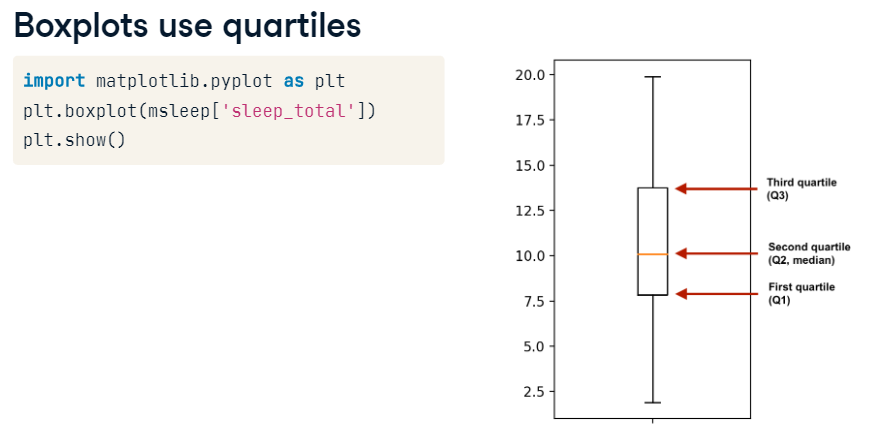 Boxplots use quartiles
import matplotlib.pyplot as plt
plt.boxplot(msleep['sleep_total'])
plt.show()
20.0
17.5
15.0
12.5
10.0
7.5
5.0
2.5
Third quartile
(Q3)
Second quartile
(Q2, median)
First quartile
(Q1)